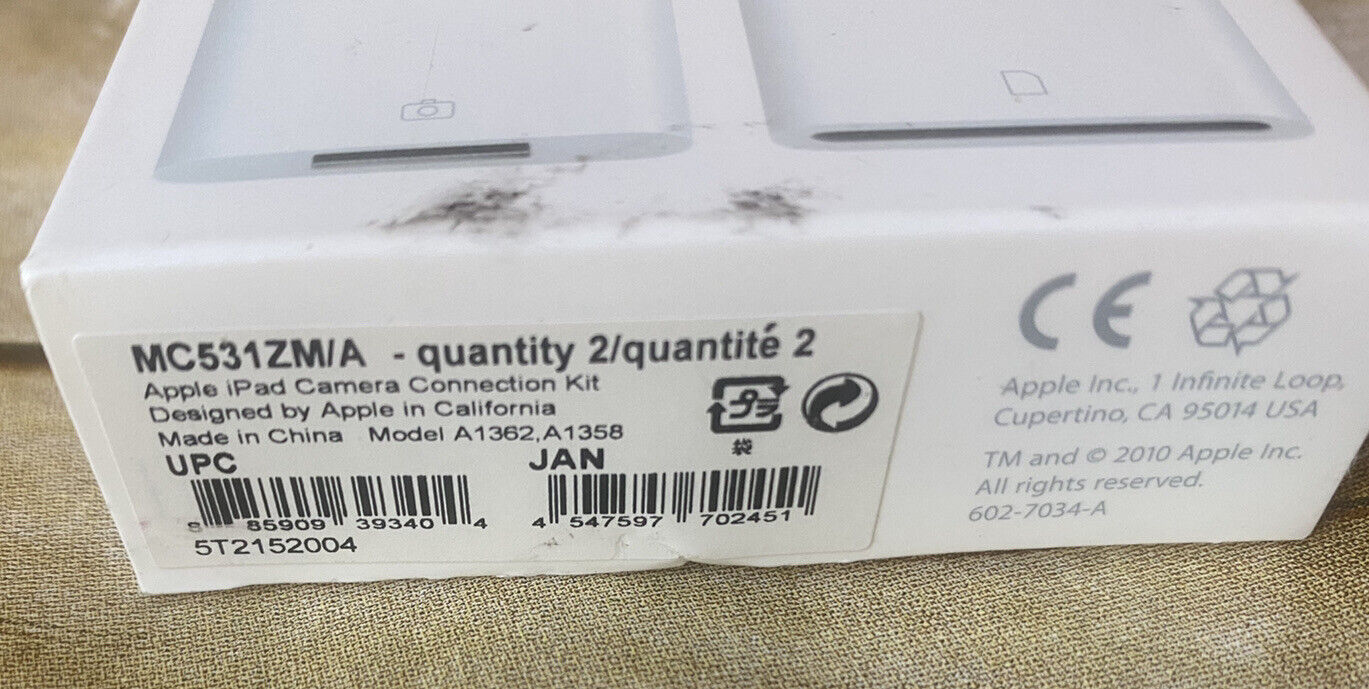 MC531ZM/A - quantity 2/quantité 2
Apple iPad Camera Connection Kit
Designed by Apple in California
Made in China Model A1362,A1358
UPC
JAN
85909 39340 4
4 547597 702451
5T2152004
袋
CE
Apple Inc., 1 Infinite Loop,
Cupertino, CA 95014 USA
TM and © 2010 Apple Inc.
All rights reserved.
602-7034-A